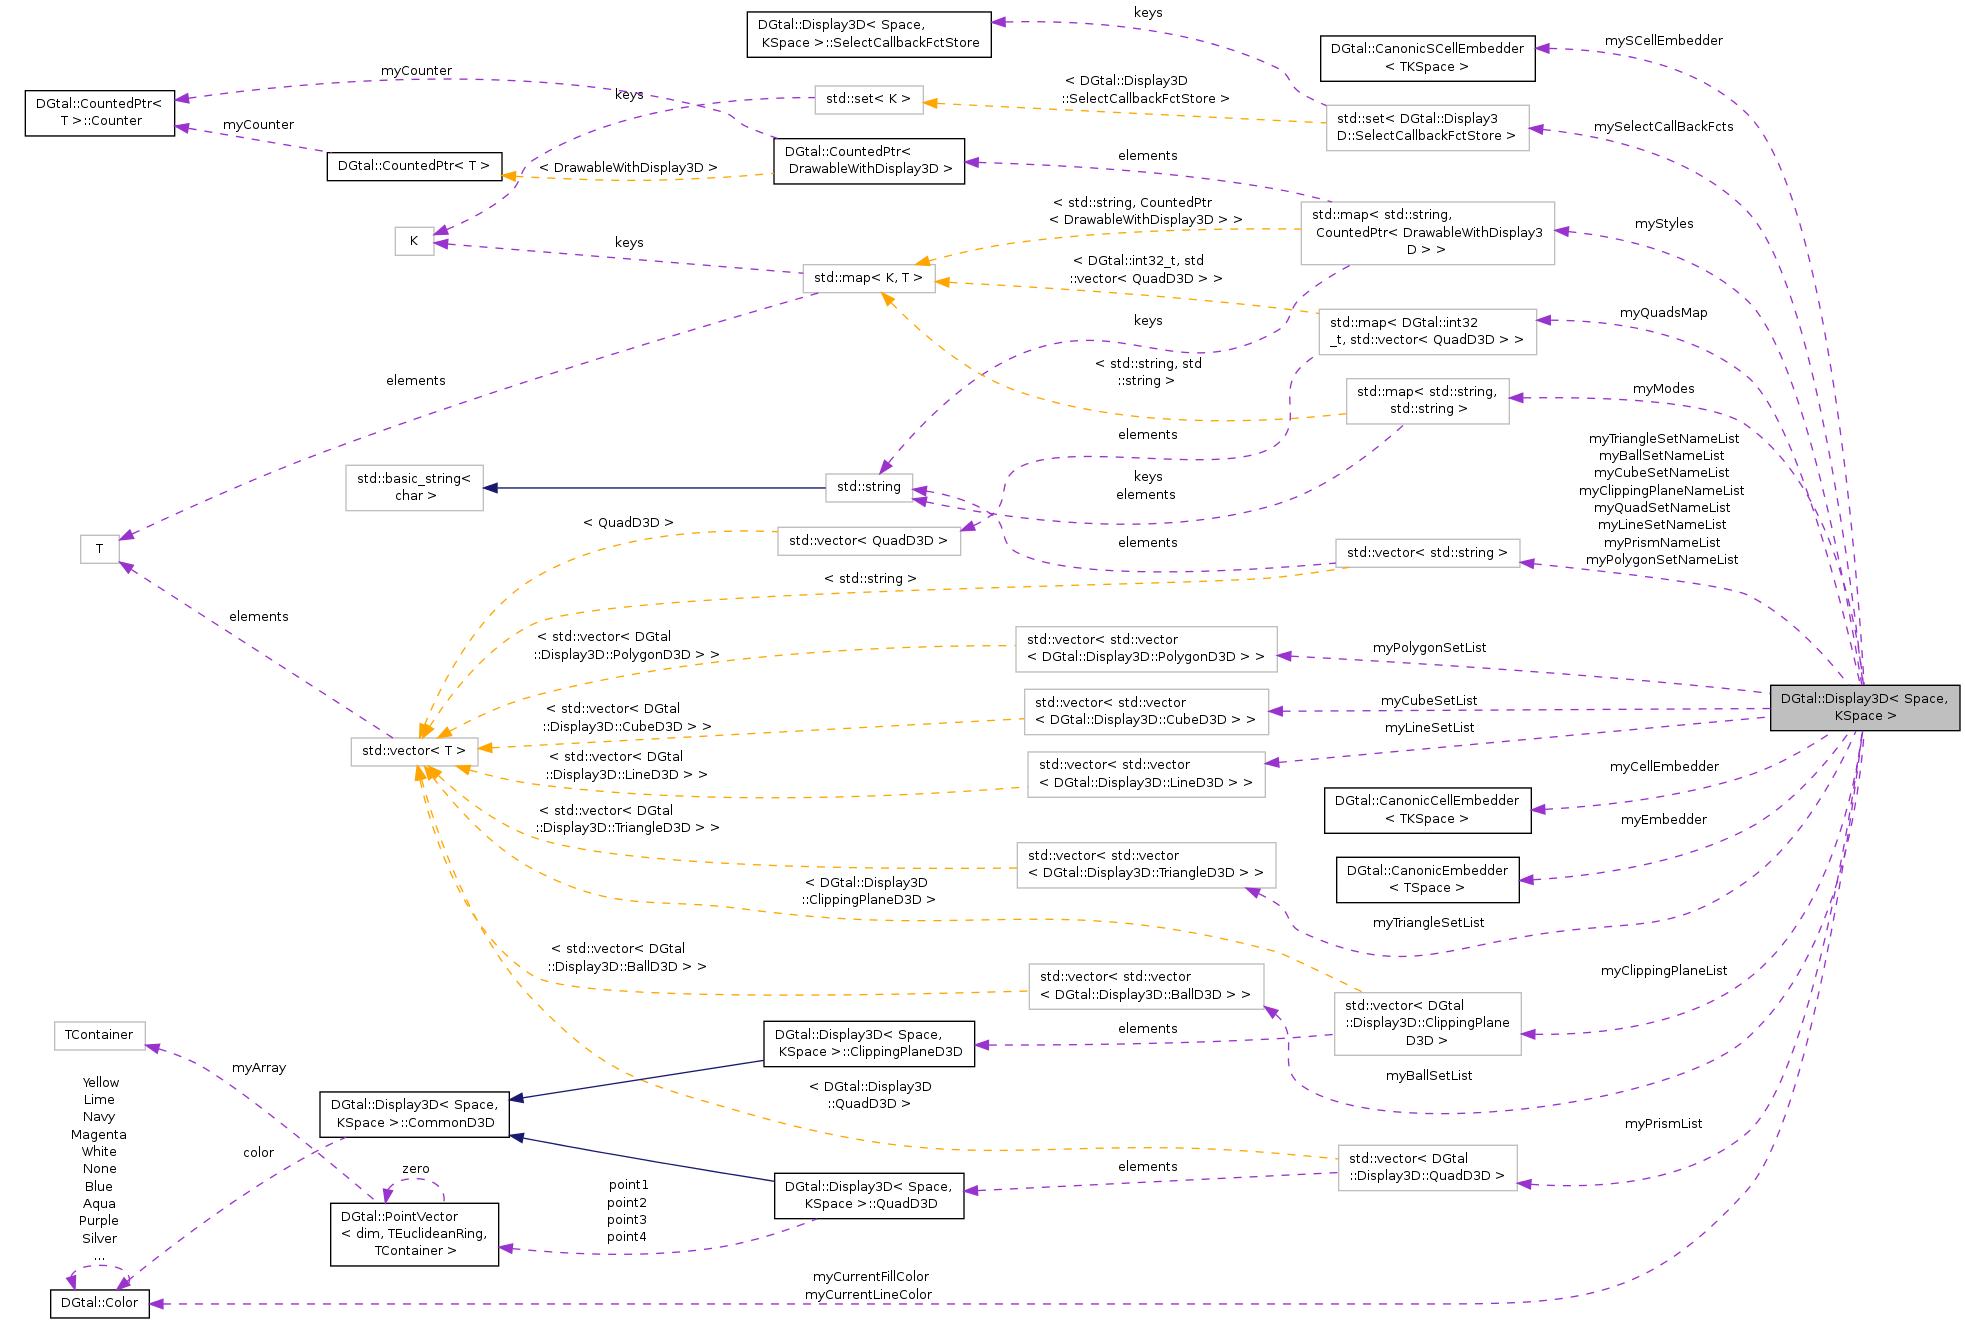 keys
DGtal::Display3D< Space,
KSpace >::SelectCallbackFctStore
DGtal::CanonicSCellEmbedder
< TKSpace >
mySCellEmbedder
myCounter
< DGtal::Display3D
::SelectCallbackFctStore >
keys
std::set< K >
DGtal::CountedPtr<
T >::Counter
std::set< DGtal::Display3
D::SelectCallbackFctStore >
mySelectCallBackFcts
myCounter
DGtal::CountedPtr< T >
< DrawableWithDisplay3D >
DGtal::CountedPtr<
DrawableWithDisplay3D >
elements
< std::string, CountedPtr
< DrawableWithDisplay3D > >
std::map< std::string,
CountedPtr< DrawableWithDisplay3
D > >
myStyles
K
keys
std::map< K, T >
< DGtal::int32_t, std
::vector< QuadD3D > >
keys
std::map< DGtal::int32
_t, std::vector< QuadD3D > >
myQuadsMap
< std::string, std
::string >
elements
std::map< std::string,
std::string >
myModes
elements
myTriangleSetNameList
myBallSetNameList
myCubeSetNameList
myClippingPlaneNameList
myQuadSetNameList
myLineSetNameList
myPrismNameList
myPolygonSetNameList
std::basic_string<
char >
std::string
keys
elements
< QuadD3D >
std::vector< QuadD3D >
elements
std::vector< std::string >
T
< std::string >
elements
< std::vector< DGtal
::Display3D::PolygonD3D > >
std::vector< std::vector
< DGtal::Display3D::PolygonD3D > >
myPolygonSetList
DGtal::Display3D< Space,
KSpace >
< std::vector< DGtal
::Display3D::CubeD3D > >
std::vector< std::vector
< DGtal::Display3D::CubeD3D > >
myCubeSetList
myLineSetList
std::vector< T >
< std::vector< DGtal
::Display3D::LineD3D > >
std::vector< std::vector
< DGtal::Display3D::LineD3D > >
myCellEmbedder
DGtal::CanonicCellEmbedder
< TKSpace >
< std::vector< DGtal
::Display3D::TriangleD3D > >
myEmbedder
std::vector< std::vector
< DGtal::Display3D::TriangleD3D > >
DGtal::CanonicEmbedder
< TSpace >
< DGtal::Display3D
::ClippingPlaneD3D >
myTriangleSetList
< std::vector< DGtal
::Display3D::BallD3D > >
std::vector< std::vector
< DGtal::Display3D::BallD3D > >
myClippingPlaneList
std::vector< DGtal
::Display3D::ClippingPlane
D3D >
TContainer
DGtal::Display3D< Space,
KSpace >::ClippingPlaneD3D
elements
myArray
myBallSetList
< DGtal::Display3D
::QuadD3D >
Yellow
Lime
Navy
Magenta
White
None
Blue
Aqua
Purple
Silver
...
DGtal::Display3D< Space,
KSpace >::CommonD3D
myPrismList
color
zero
elements
std::vector< DGtal
::Display3D::QuadD3D >
DGtal::Display3D< Space,
KSpace >::QuadD3D
point1
point2
point3
point4
DGtal::PointVector
< dim, TEuclideanRing,
TContainer >
DGtal::Color
myCurrentFillColor
myCurrentLineColor